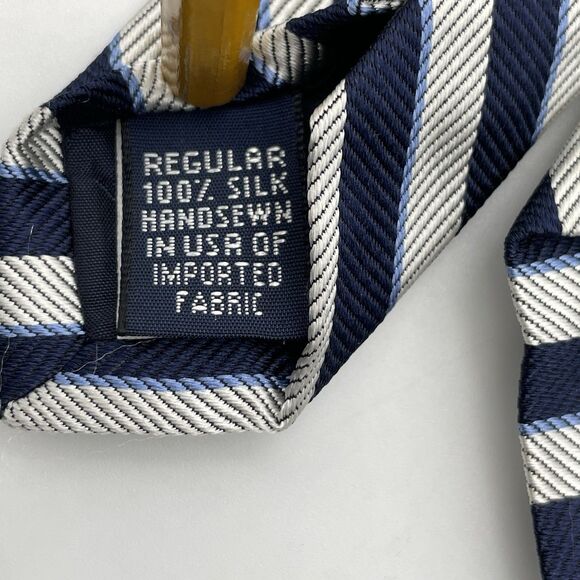 REGULAR
100% SILK
HANDSEWN
IN USA OF
IMPORTED
FABRIC